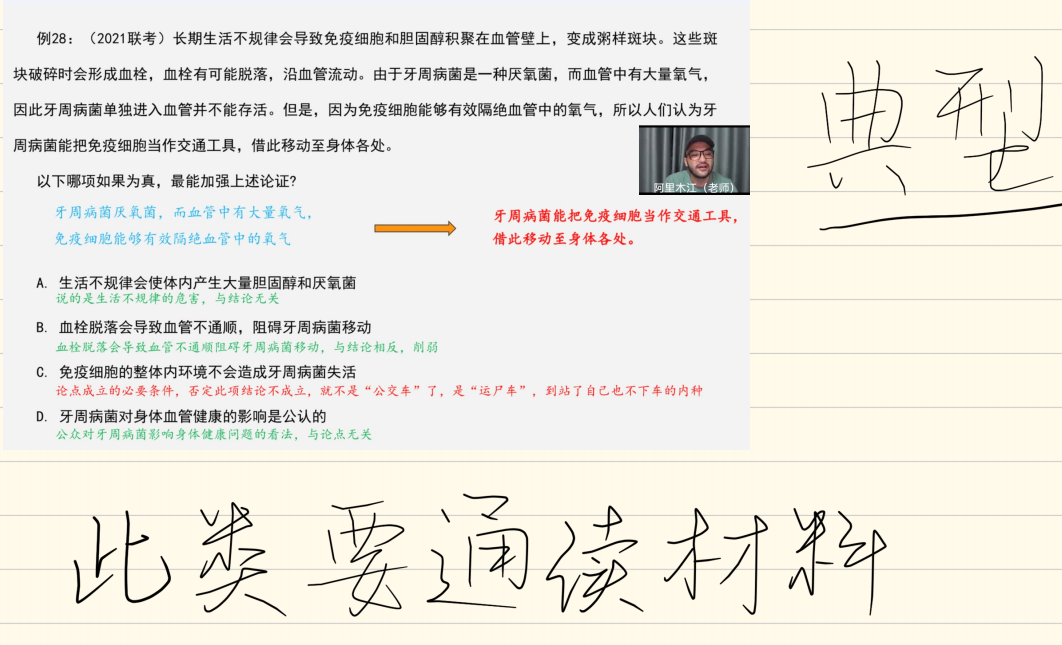 例28：（2021联考）长期生活不规律会导致免疫细胞和胆固醇积聚在血管壁上，变成粥样斑块。这些斑
块破碎时会形成血栓，血栓有可能脱落，沿血管流动。由于牙周病菌是一种厌氧菌，而血管中有大量氧气，
因此牙周病菌单独进入血管并不能存活。但是，因为免疫细胞能够有效隔绝血管中的氧气，所以人们认为牙
周病菌能把免疫细胞当作交通工具，借此移动至身体各处。
以下哪项如果为真，最能加强上述论证?
牙周病菌厌氧菌，而血管中有大量氧气，
免疫细胞能够有效隔绝血管中的氧气
牙周病菌能把免疫细胞当作交通工具，
借此移动至身体各处。
阿里木江（老师）
A. 生活不规律会使体内产生大量胆固醇和厌氧菌
说的是生活不规律的危害，与结论无关
B. 血栓脱落会导致血管不通顺，阻碍牙周病菌移动
血栓脱落会导致血管不通顺阻碍牙周病菌移动，与结论相反，削弱
C. 免疫细胞的整体内环境不会造成牙周病菌失活
论点成立的必要条件，否定此项结论不成立，就不是“公交车”了，是“运尸车”，到站了自己也不下车的内种
D. 牙周病菌对身体血管健康的影响是公认的
公众对牙周病菌影响身体健康问题的看法，与论点无关
典型
此类要通读材料